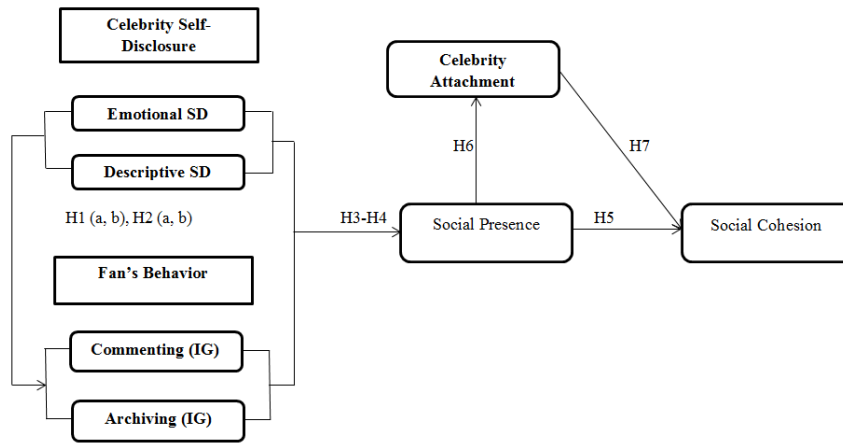 Celebrity Self-
Disclosure
Emotional SD
Descriptive SD
H1 (a, b), H2 (a, b)
Fan's Behavior
Commenting (IG)
Archiving (IG)
H3-H4
Celebrity
Attachment
H6
H7
Social Presence
H5
Social Cohesion